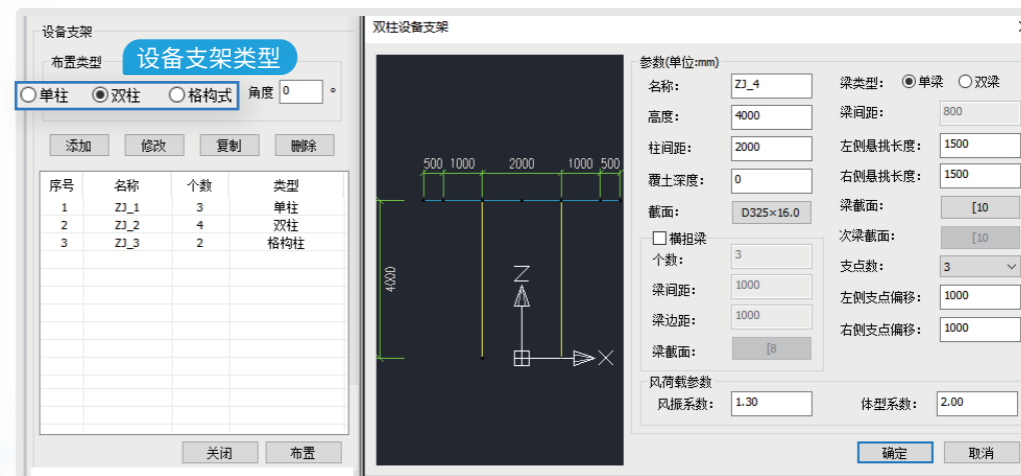 设备支架
布置类型
设备支架类型
单柱 双柱 格构式 角度 0 °
添加 修改 复制 删除
序号 名称 个数 类型
1 ZJ_1 3 单柱
2 ZJ_2 4 双柱
3 ZJ_3 2 格构柱
关闭 布置
双柱设备支架
500 1000 2000 1000 500
4000
Z
X
参数(单位:mm)
名称: ZJ_4
高度: 4000
柱间距: 2000
覆土深度: 0
截面: D325×16.0
横担梁
个数: 3
梁间距: 1000
梁边距: 1000
梁截面: [8
梁类型: 单梁 双梁
梁间距: 800
左侧悬挑长度: 1500
右侧悬挑长度: 1500
梁截面: [10
次梁截面: [10
支点数: 3
左侧支点偏移: 1000
右侧支点偏移: 1000
风荷载参数
风振系数: 1.30 体型系数: 2.00
确定 取消